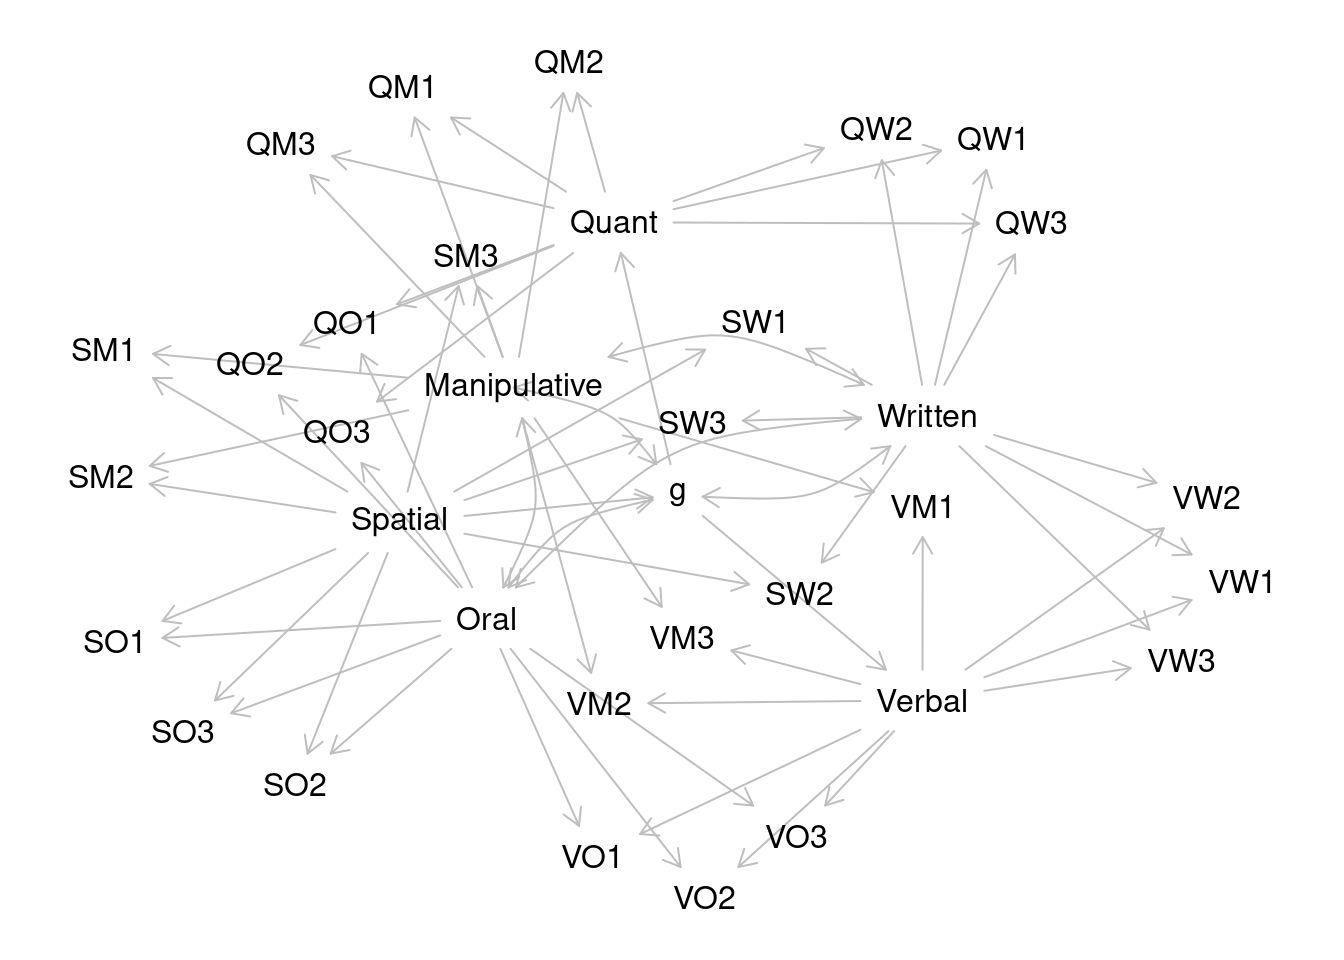 QM2
QM1
QW2
QW1
QM3
Quant
QW3
SM3
QO1
SW1
SM1
QO2
Manipulative
Written
SW3
QO3
SM2
g
VW2
VM1
Spatial
VW1
SW2
Oral
SO1
VM3
VW3
Verbal
VM2
SO3
SO2
VO3
VO1
VO2